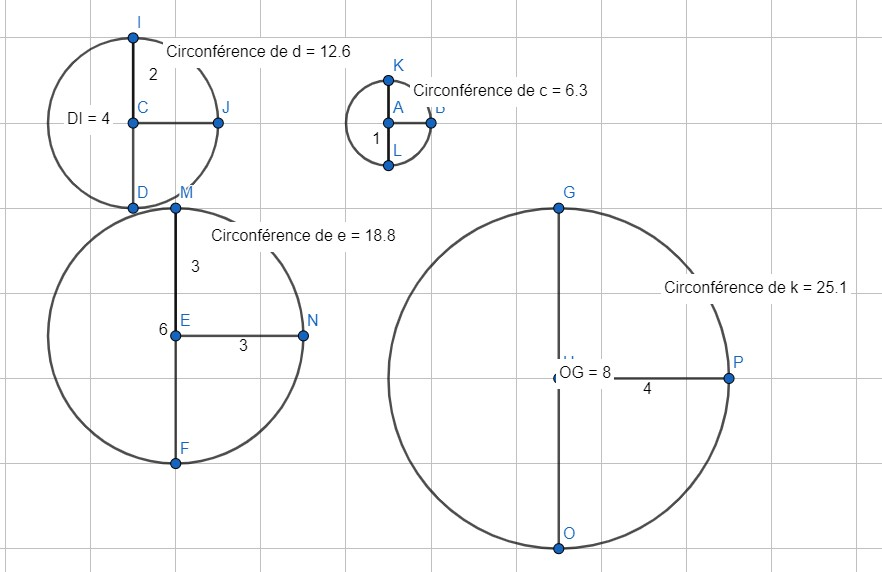 I
Circonférence de d = 12.6
2
K
Circonférence de c = 6.3
DI = 4
C
J
A
1
L
D
M
G
Circonférence de e = 18.8
3
Circonférence de k = 25.1
E
N
6
3
P
OG = 8
4
F
O